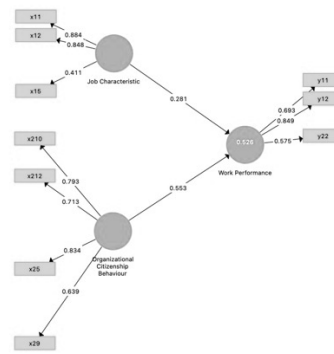 x11
x12
x15
0.884
0.848
0.411
Job Characteristic
0.281
y11
y12
y22
0.693
0.849
0.575
0.526
Work Performance
x210
x212
x25
x29
0.793
0.713
0.834
0.639
0.553
Organizational
Citizenship
Behaviour